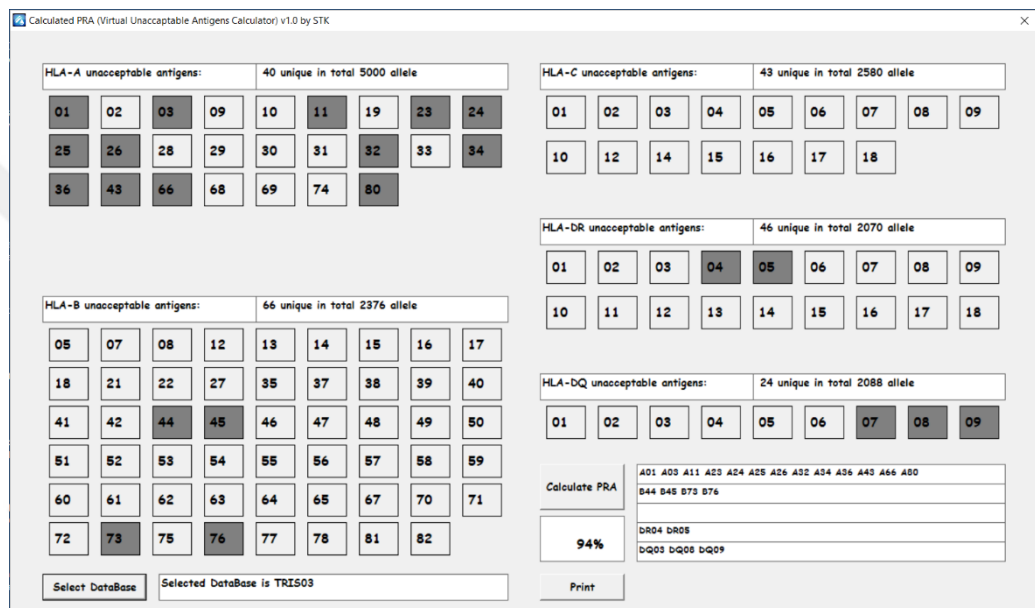 Calculated PRA (Virtual Unaccaptable Antigens Calculator) v1.0 by STK
HLA-A unacceptable antigens: 40 unique in total 5000 allele
01 02 03 09 10 11 19 23 24
25 26 28 29 30 31 32 33 34
36 43 66 68 69 74 80
HLA-B unacceptable antigens: 66 unique in total 2376 allele
05 07 08 12 13 14 15 16 17
18 21 22 27 35 37 38 39 40
41 42 44 45 46 47 48 49 50
51 52 53 54 55 56 57 58 59
60 61 62 63 64 65 67 70 71
72 73 75 76 77 78 81 82
Select DataBase Selected DataBase is TRIS03
HLA-C unacceptable antigens: 43 unique in total 2580 allele
01 02 03 04 05 06 07 08 09
10 12 14 15 16 17 18
HLA-DR unacceptable antigens: 46 unique in total 2070 allele
01 02 03 04 05 06 07 08 09
10 11 12 13 14 15 16 17 18
HLA-DQ unacceptable antigens: 24 unique in total 2088 allele
01 02 03 04 05 06 07 08 09
Calculate PRA
A01 A03 A11 A23 A24 A25 A26 A32 A34 A36 A43 A66 A80
B44 B45 B73 B76
DR04 DR05
DQ03 DQ08 DQ09
94%
Print